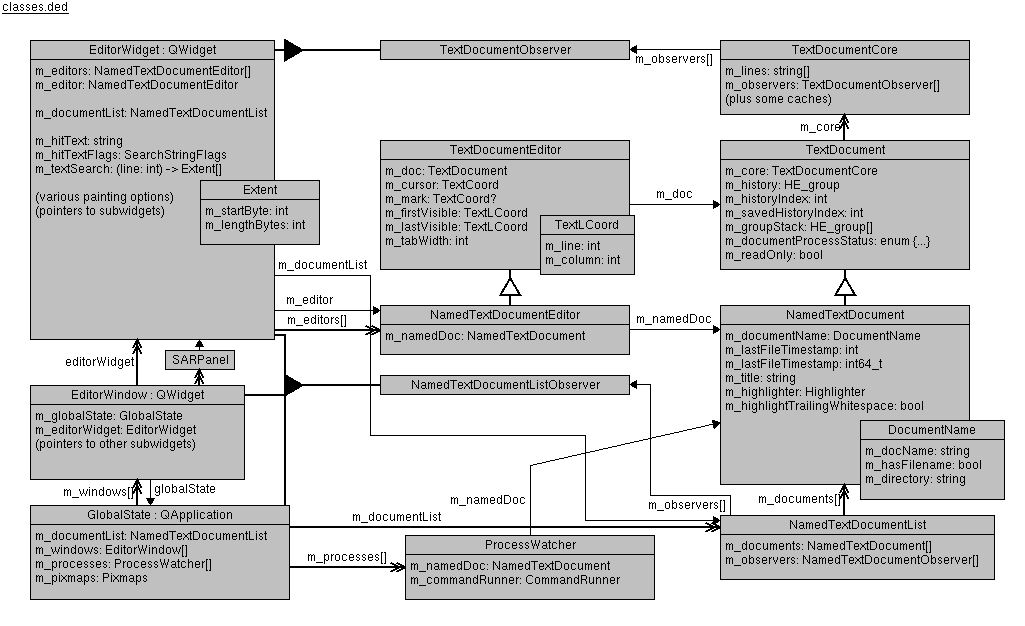 classes.ded
EditorWidget : QWidget
m_editors: NamedTextDocumentEditor[]
m_editor: NamedTextDocumentEditor
m_documentList: NamedTextDocumentList
m_hitText: string
m_hitTextFlags: SearchStringFlags
m_textSearch: (line: int) -> Extent[]
(various painting options)
(pointers to subwidgets)
Extent
m_startByte: int
m_lengthBytes: int
TextDocumentObserver
m_observers[]
TextDocumentCore
m_lines: string[]
m_observers: TextDocumentObserver[]
(plus some caches)
m_core
TextDocumentEditor
m_doc: TextDocument
m_cursor: TextCoord
m_mark: TextCoord?
m_firstVisible: TextLCoord
m_lastVisible: TextLCoord
m_tabWidth: int
TextLCoord
m_line: int
m_column: int
m_doc
TextDocument
m_core: TextDocumentCore
m_history: HE_group
m_historyIndex: int
m_savedHistoryIndex: int
m_groupStack: HE_group[]
m_documentProcessStatus: enum {...}
m_readOnly: bool
m_documentList
m_editor
m_editors[]
NamedTextDocumentEditor
m_namedDoc: NamedTextDocument
m_namedDoc
NamedTextDocument
m_documentName: DocumentName
m_lastFileTimestamp: int
m_lastFileTimestamp: int64_t
m_title: string
m_highlighter: Highlighter
m_highlightTrailingWhitespace: bool
DocumentName
m_docName: string
m_hasFilename: bool
m_directory: string
editorWidget
SARPanel
NamedTextDocumentListObserver
EditorWindow : QWidget
m_globalState: GlobalState
m_editorWidget: EditorWidget
(pointers to other subwidgets)
m_windows[]
globalState
m_namedDoc
m_observers[]
m_documents[]
GlobalState : QApplication
m_documentList: NamedTextDocumentList
m_windows: EditorWindow[]
m_processes: ProcessWatcher[]
m_pixmaps: Pixmaps
m_documentList
m_processes[]
ProcessWatcher
m_namedDoc: NamedTextDocument
m_commandRunner: CommandRunner
NamedTextDocumentList
m_documents: NamedTextDocument[]
m_observers: NamedTextDocumentObserver[]